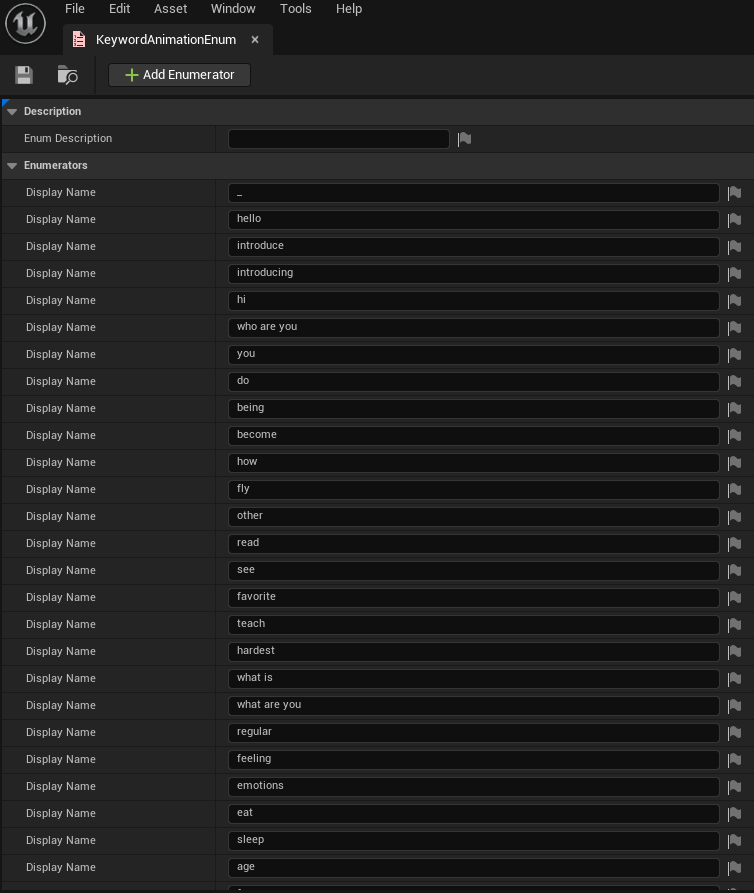 File Edit Asset Window Tools Help
KeywordAnimationEnum ×
Add Enumerator
Description
Enum Description
Enumerators
Display Name _
Display Name hello
Display Name introduce
Display Name introducing
Display Name hi
Display Name who are you
Display Name you
Display Name do
Display Name being
Display Name become
Display Name how
Display Name fly
Display Name other
Display Name read
Display Name see
Display Name favorite
Display Name teach
Display Name hardest
Display Name what is
Display Name what are you
Display Name regular
Display Name feeling
Display Name emotions
Display Name eat
Display Name sleep
Display Name age